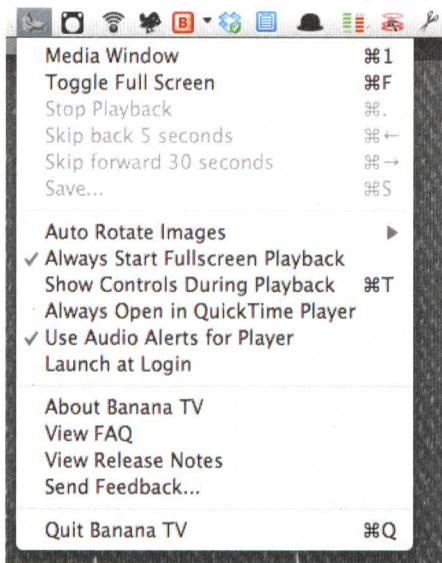 B
Media Window ⌘1
Toggle Full Screen ⌘F
Stop Playback ⌘.
Skip back 5 seconds ⌘←
Skip forward 30 seconds ⌘→
Save... ⌘S
Auto Rotate Images ▶
✓ Always Start Fullscreen Playback
Show Controls During Playback ⌘T
Always Open in QuickTime Player
✓ Use Audio Alerts for Player
Launch at Login
About Banana TV
View FAQ
View Release Notes
Send Feedback...
Quit Banana TV ⌘Q